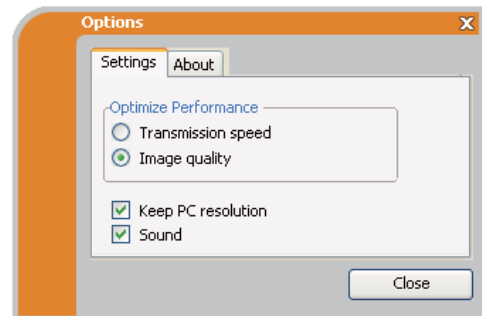 Options
Settings About
Optimize Performance
Transmission speed
Image quality
Keep PC resolution
Sound
Close